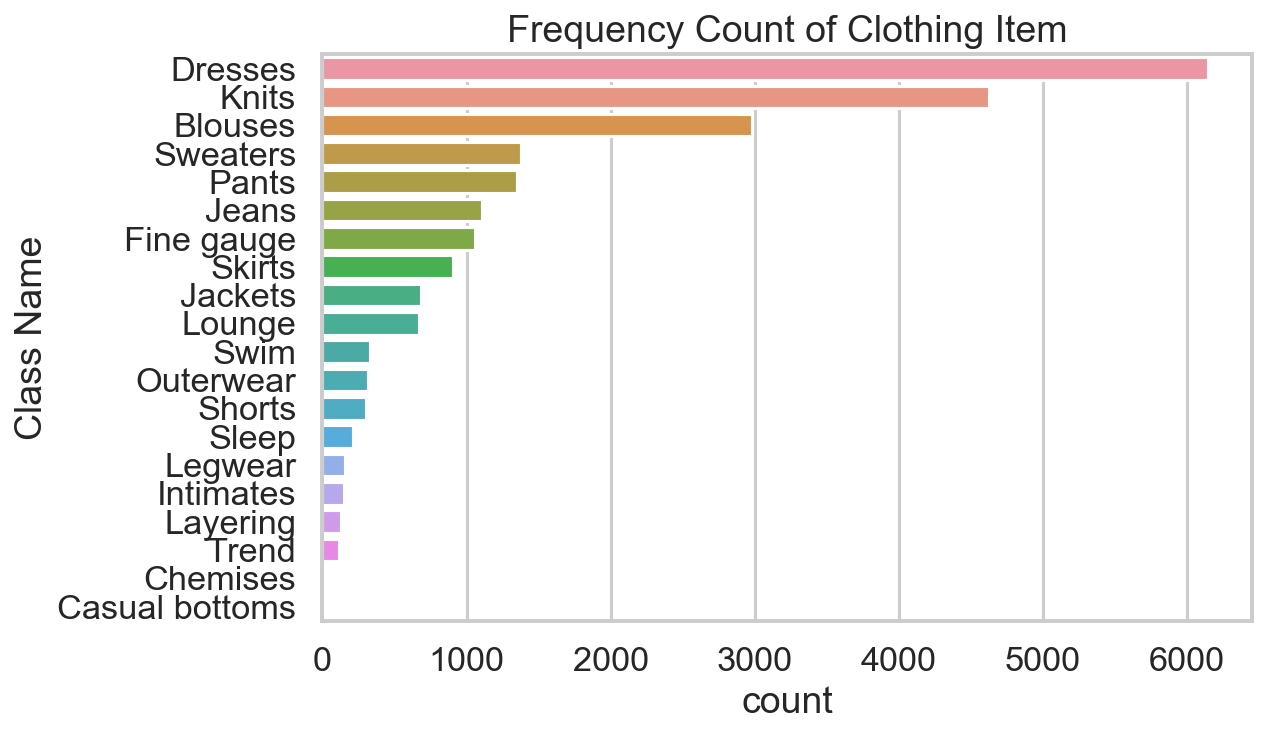 Frequency Count of Clothing Item
Class Name
Dresses
Knits
Blouses
Sweaters
Pants
Jeans
Fine gauge
Skirts
Jackets
Lounge
Swim
Outerwear
Shorts
Sleep
Legwear
Intimates
Layering
Trend
Chemises
Casual bottoms
0 1000 2000 3000 4000 5000 6000
count